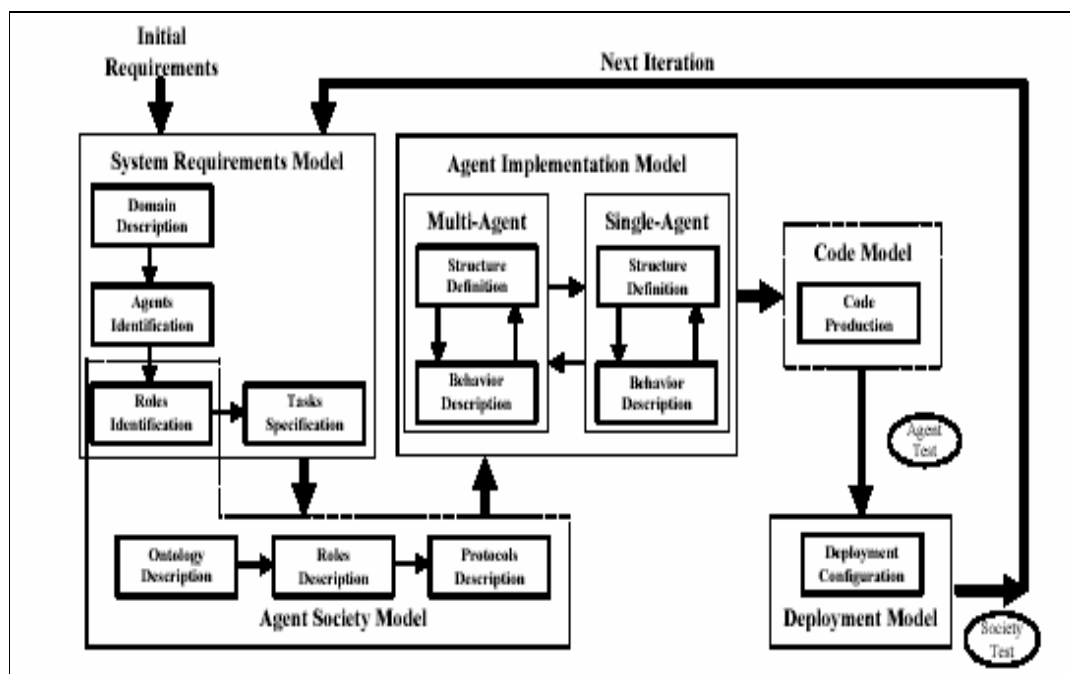 Initial
Requirements
Next Iteration
System Requirements Model
Domain
Description
Agents
Identification
Roles
Identification
Tasks
Specification
Agent Implementation Model
Multi-Agent
Structure
Definition
Behavior
Description
Single-Agent
Structure
Definition
Behavior
Description
Code Model
Code
Production
Agent
Test
Ontology
Description
Roles
Description
Protocols
Description
Agent Society Model
Deployment
Configuration
Deployment Model
Society
Test